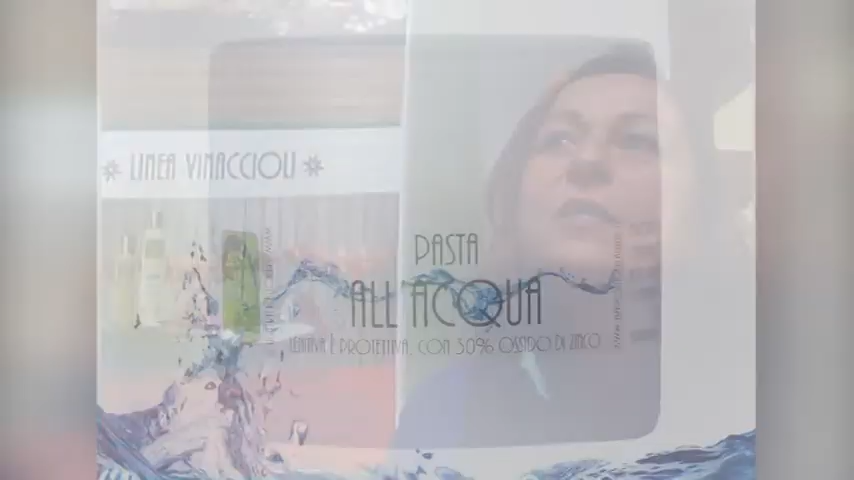 LINEA VINACCIOLI
PASTA
ALL'ACQUA
LENITIVA E PROTETTIVA, CON 30% OSSIDO DI ZINCO